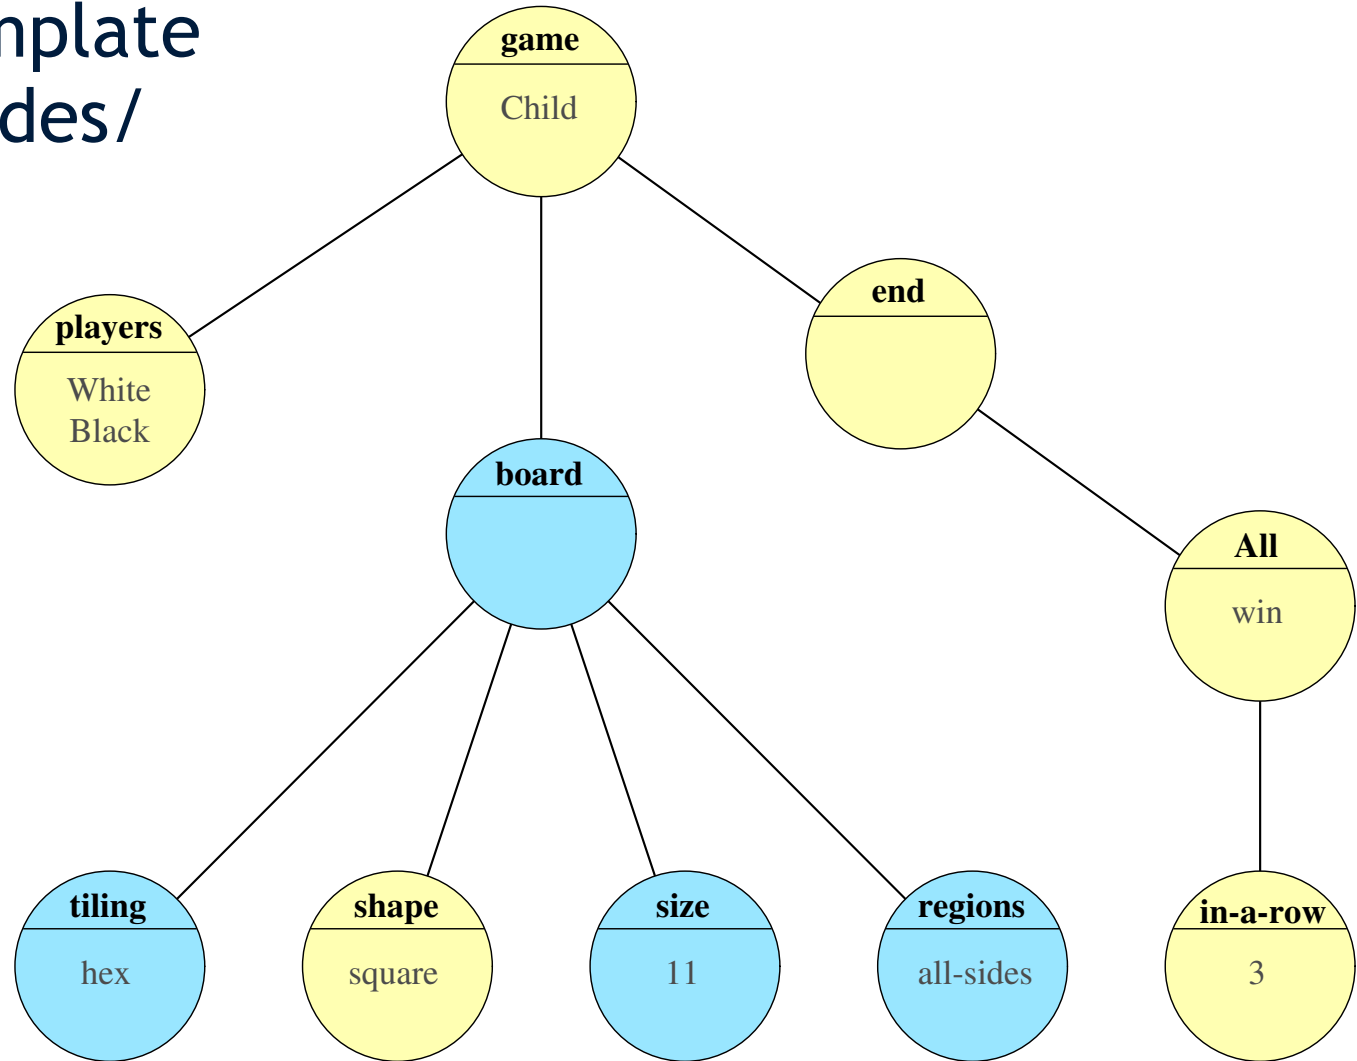 des/
game
Child
players
White
Black
end
board
All
win
tiling
hex
shape
square
size
11
regions
all-sides
in-a-row
3